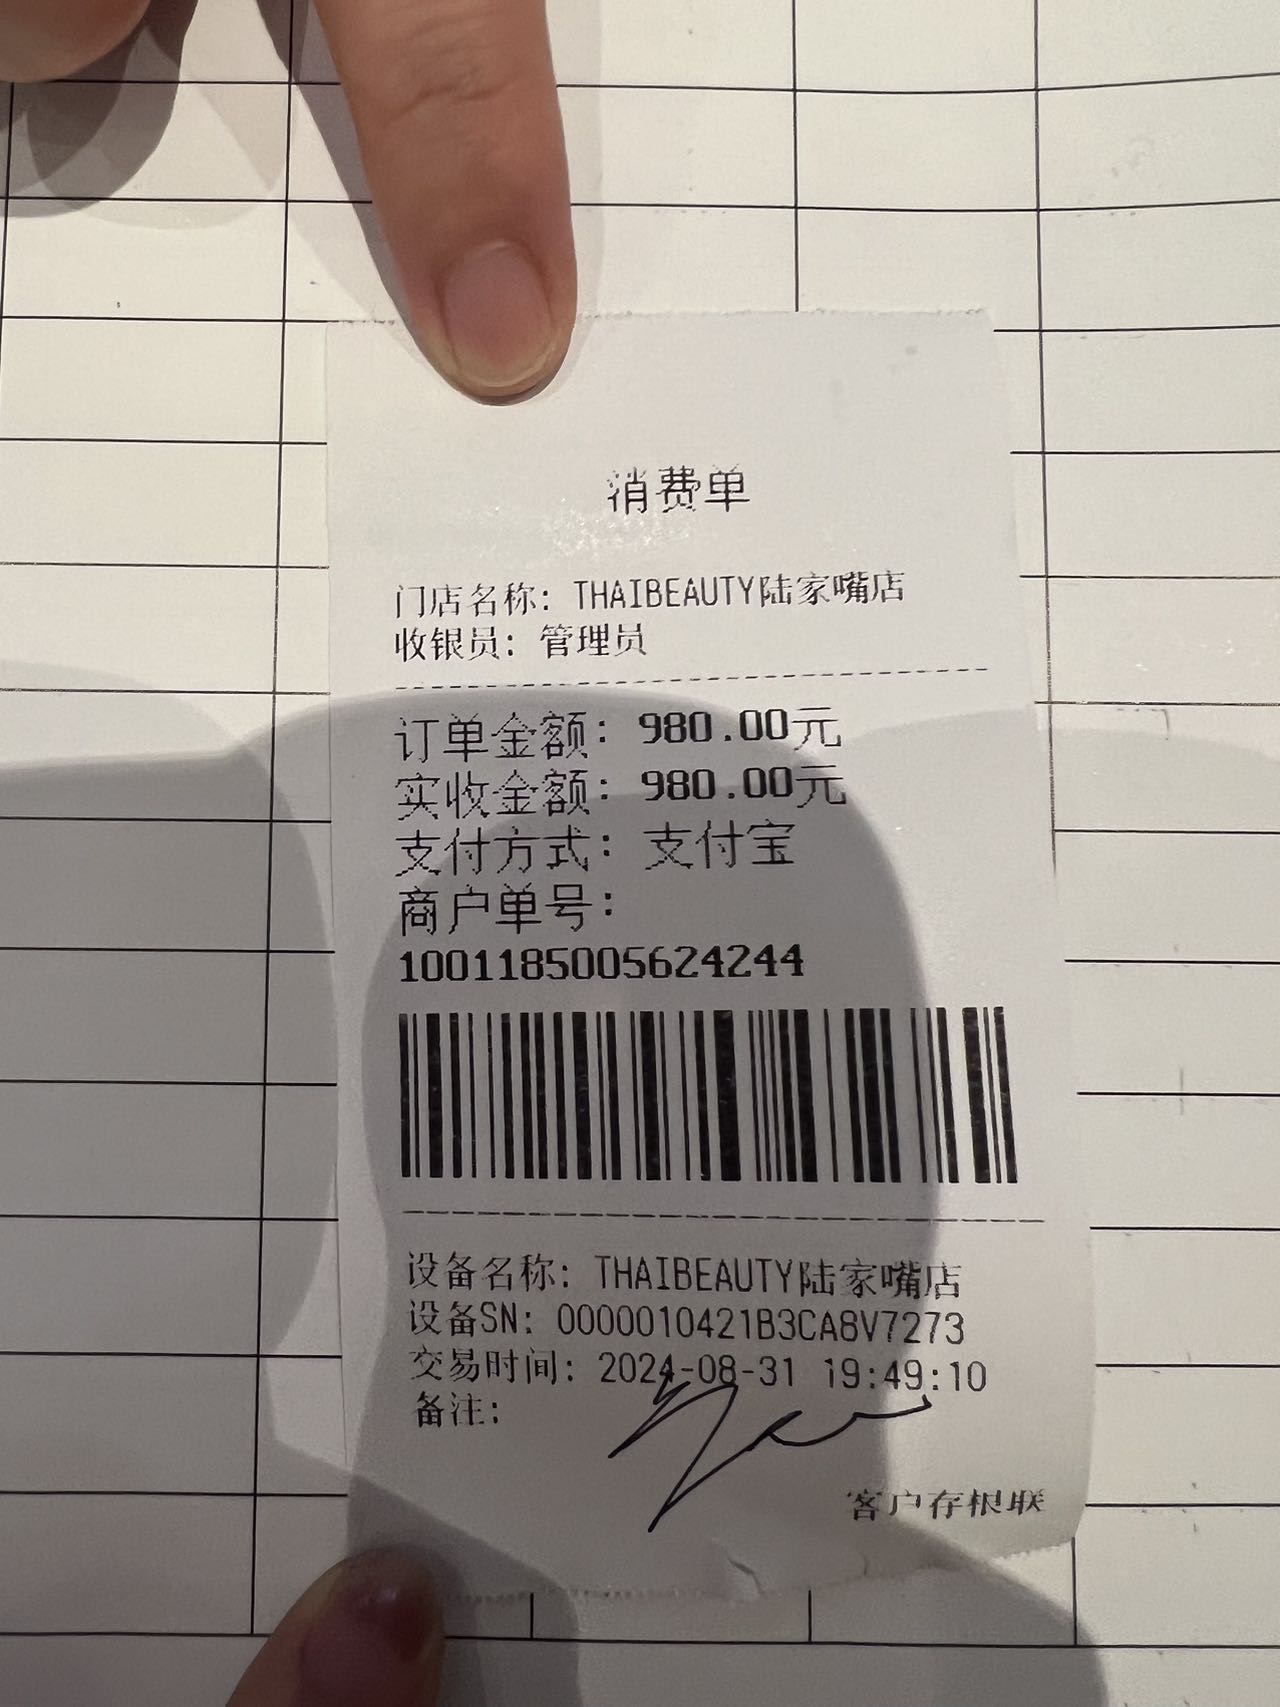 消费单
门店名称: THAIBEAUTY陆家嘴店
收银员: 管理员
订单金额: 980.00元
实收金额: 980.00元
支付方式: 支付宝
商户单号:
1001185005624244
设备名称: THAIBEAUTY陆家嘴店
设备SN: 0000010421B3CA8V7273
交易时间: 2024-08-31 19:49:10
备注:
客户存根联